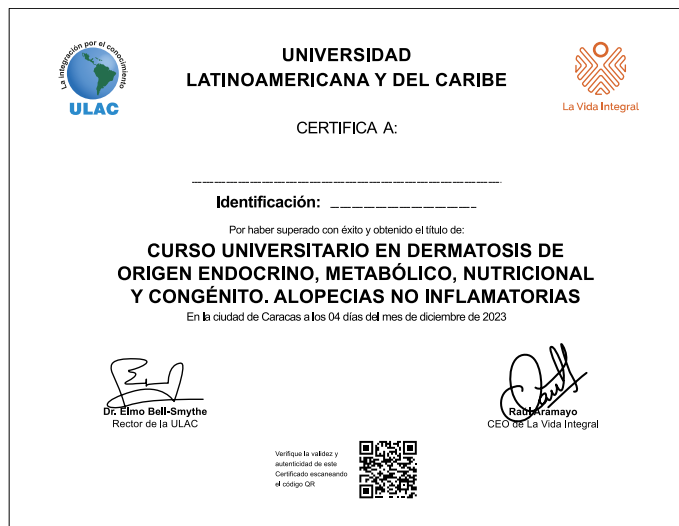 La integración por el conocimiento
ULAC
UNIVERSIDAD
LATINOAMERICANA Y DEL CARIBE
La Vida Integral
CERTIFICA A:
Identificación:
Por haber superado con éxito y obtenido el título de:
CURSO UNIVERSITARIO EN DERMATOSIS DE
ORIGEN ENDOCRINO, METABÓLICO, NUTRICIONAL
Y CONGÉNITO. ALOPECIAS NO INFLAMATORIAS
En la ciudad de Caracas a los 04 días del mes de diciembre de 2023
Dr. Elmo Bell-Smythe
Rector de la ULAC
Raúl Aramayo
CEO de La Vida Integral
Verifique la validez y
autenticidad de este
Certificado escaneando
el código QR